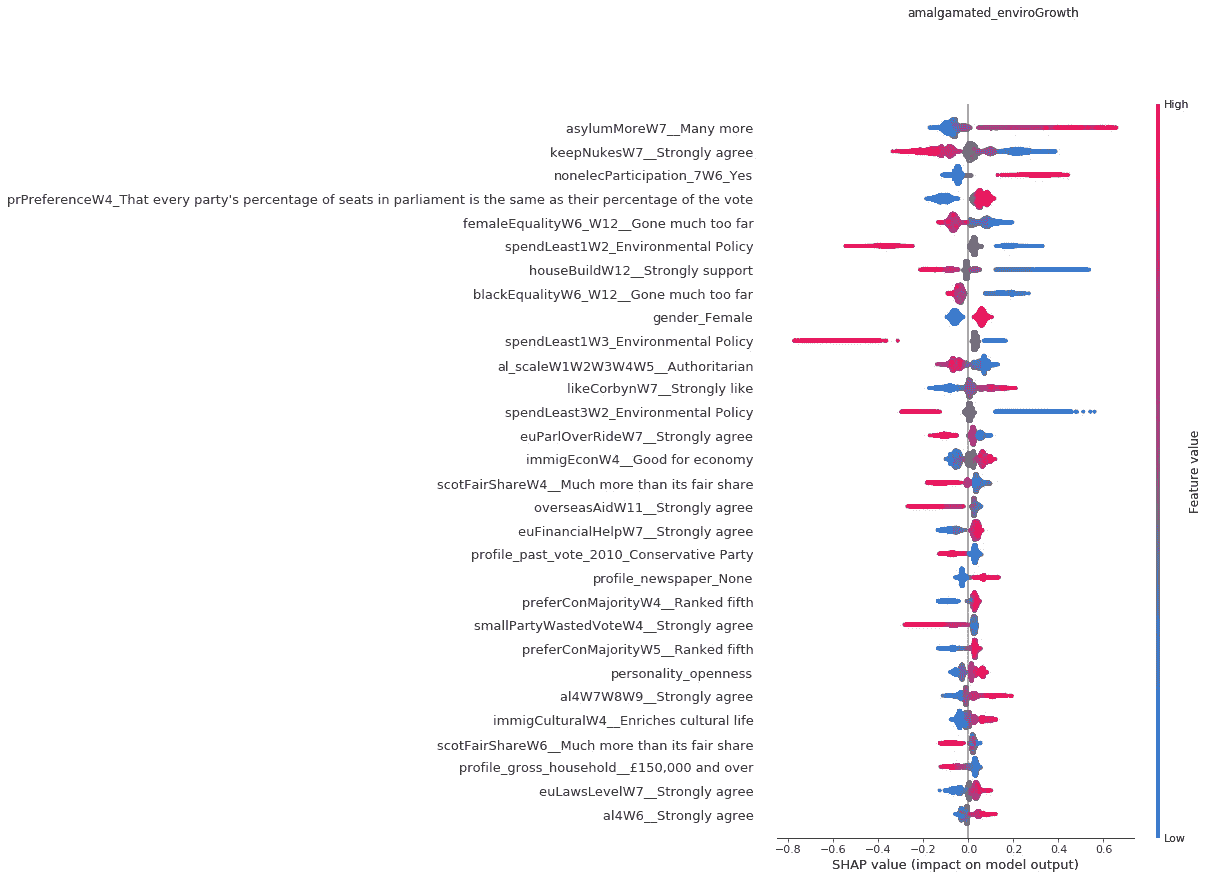 amalgamated_enviroGrowth
High
asylumMoreW7__Many more
keepNukesW7__Strongly agree
nonelecParticipation_7W6_Yes
prPreferenceW4_That every party's percentage of seats in parliament is the same as their percentage of the vote
femaleEqualityW6_W12__Gone much too far
spendLeast1W2_Environmental Policy
houseBuildW12__Strongly support
blackEqualityW6_W12__Gone much too far
gender_Female
spendLeast1W3_Environmental Policy
al_scaleW1W2W3W4W5__Authoritarian
likeCorbynW7__Strongly like
spendLeast3W2_Environmental Policy
euParlOverRideW7__Strongly agree
immigEconW4__Good for economy
scotFairShareW4__Much more than its fair share
overseasAidW11__Strongly agree
euFinancialHelpW7__Strongly agree
profile_past_vote_2010_Conservative Party
profile_newspaper_None
preferConMajorityW4__Ranked fifth
smallPartyWastedVoteW4__Strongly agree
preferConMajorityW5__Ranked fifth
personality_openness
al4W7W8W9__Strongly agree
immigCulturalW4__Enriches cultural life
scotFairShareW6__Much more than its fair share
profile_gross_household__£150,000 and over
euLawsLevelW7__Strongly agree
al4W6__Strongly agree
Feature value
Low
−0.8 −0.6 −0.4 −0.2 0.0 0.2 0.4 0.6
SHAP value (impact on model output)